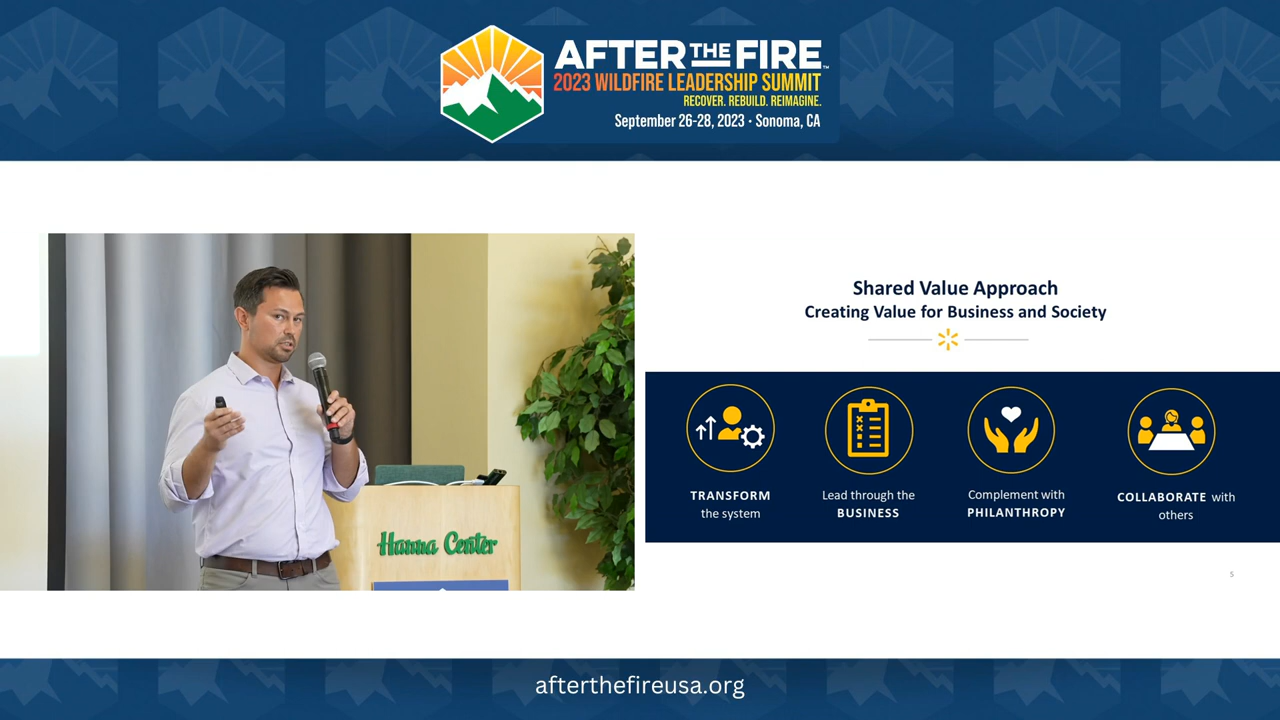 AFTER THE FIRE™
2023 WILDFIRE LEADERSHIP SUMMIT
RECOVER. REBUILD. REIMAGINE.
September 26-28, 2023 • Sonoma, CA
Hanna Center
Shared Value Approach
Creating Value for Business and Society
TRANSFORM
the system
Lead through the
BUSINESS
Complement with
PHILANTHROPY
COLLABORATE with
others
5
afterthefireusa.org